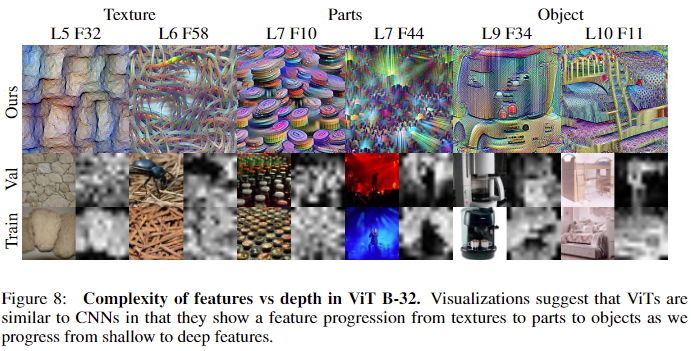 Texture Parts Object
L5 F32 L6 F58 L7 F10 L7 F44 L9 F34 L10 F11
Ours
Val
Train
Figure 8: Complexity of features vs depth in ViT B-32. Visualizations suggest that ViTs are
similar to CNNs in that they show a feature progression from textures to parts to objects as we
progress from shallow to deep features.